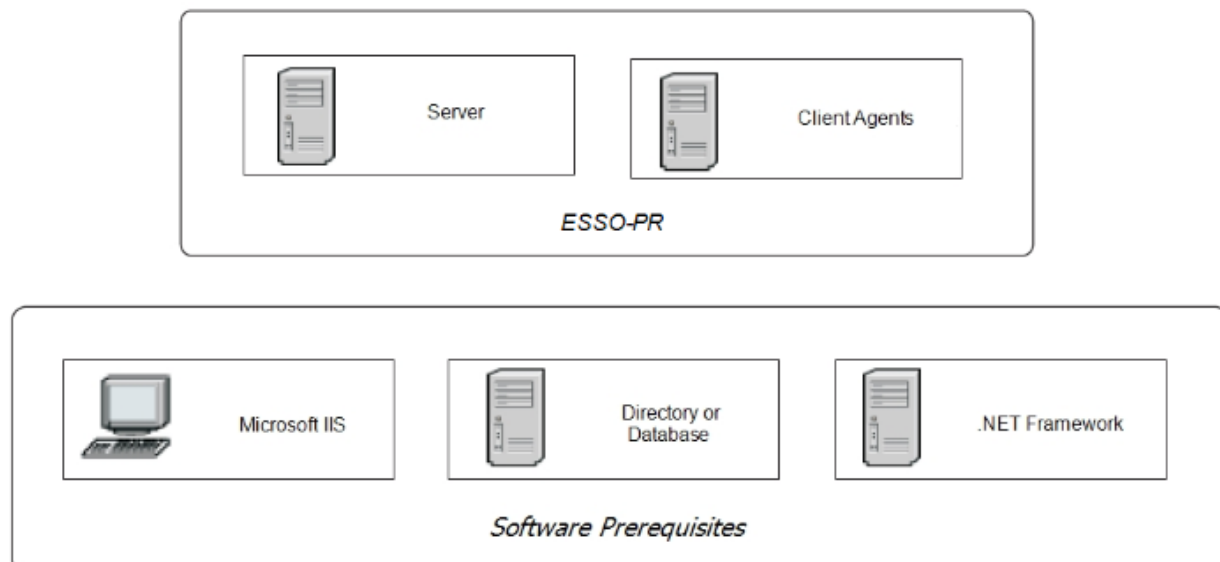 Server
Client Agents
ESSO-PR
Microsoft IIS
Directory or
Database
.NET Framework
Software Prerequisites